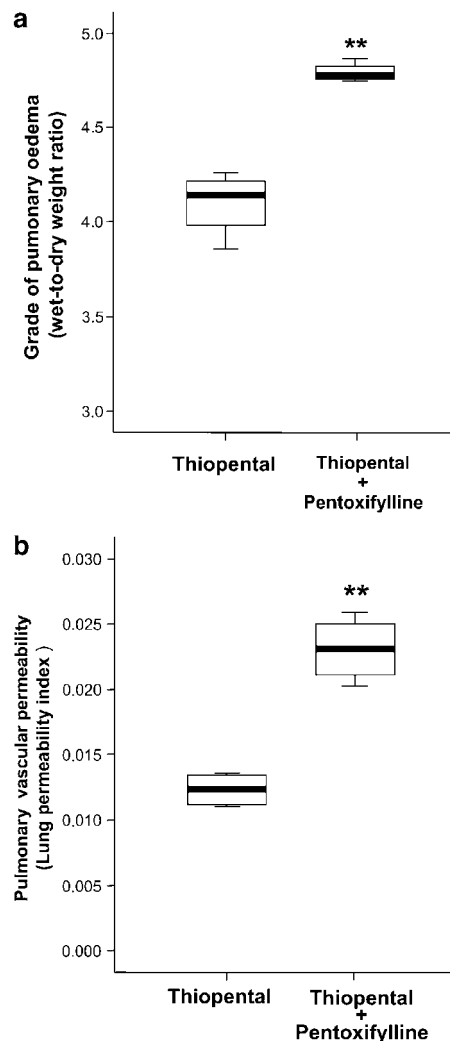 a
Grade of pumonary oedema
(wet-to-dry weight ratio)
5.0
4.5
4.0
3.5
3.0
**
Thiopental
Thiopental
+
Pentoxifylline
b
Pulmonary vascular permeability
(Lung permeability index )
0.030
0.025
0.020
0.015
0.010
0.005
0.000
**
Thiopental
Thiopental
+
Pentoxifylline